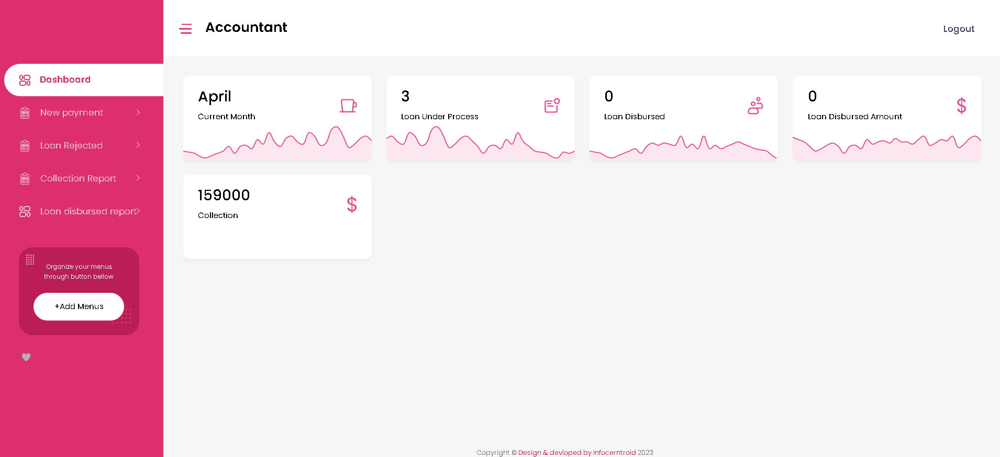 Accountant
Logout
Dashboard
New payment
Loan Rejected
Collection Report
Loan disbursed report
Organize your menus
through button bellow
+Add Menus
April
Current Month
3
Loan Under Process
0
Loan Disbursed
0
Loan Disbursed Amount
$
159000
Collection
$
Copyright © Design & devloped by Infocerntroid 2023